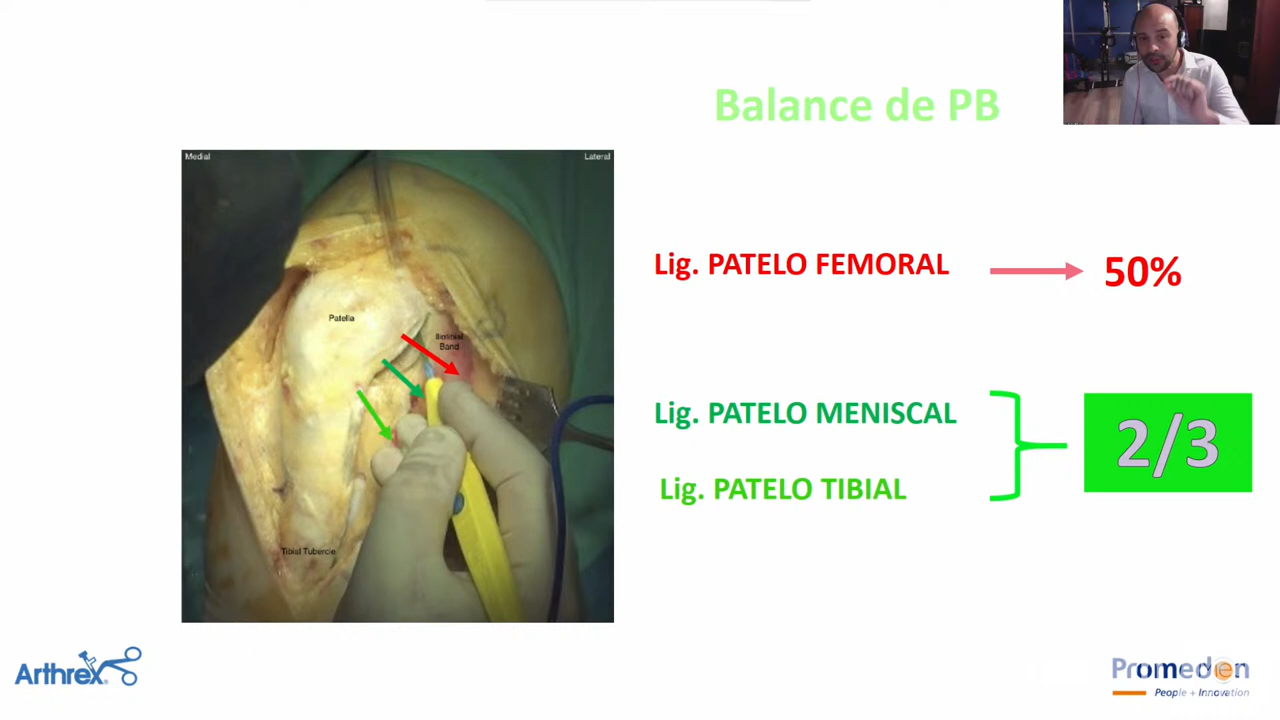 Balance de PB
Medial
Lateral
Lig. PATELO FEMORAL
50%
Patella
Iliotibial
Band
Lig. PATELO MENISCAL
2/3
Lig. PATELO TIBIAL
Tibial Tubercle
Arthrex
Promeden
People + Innovation